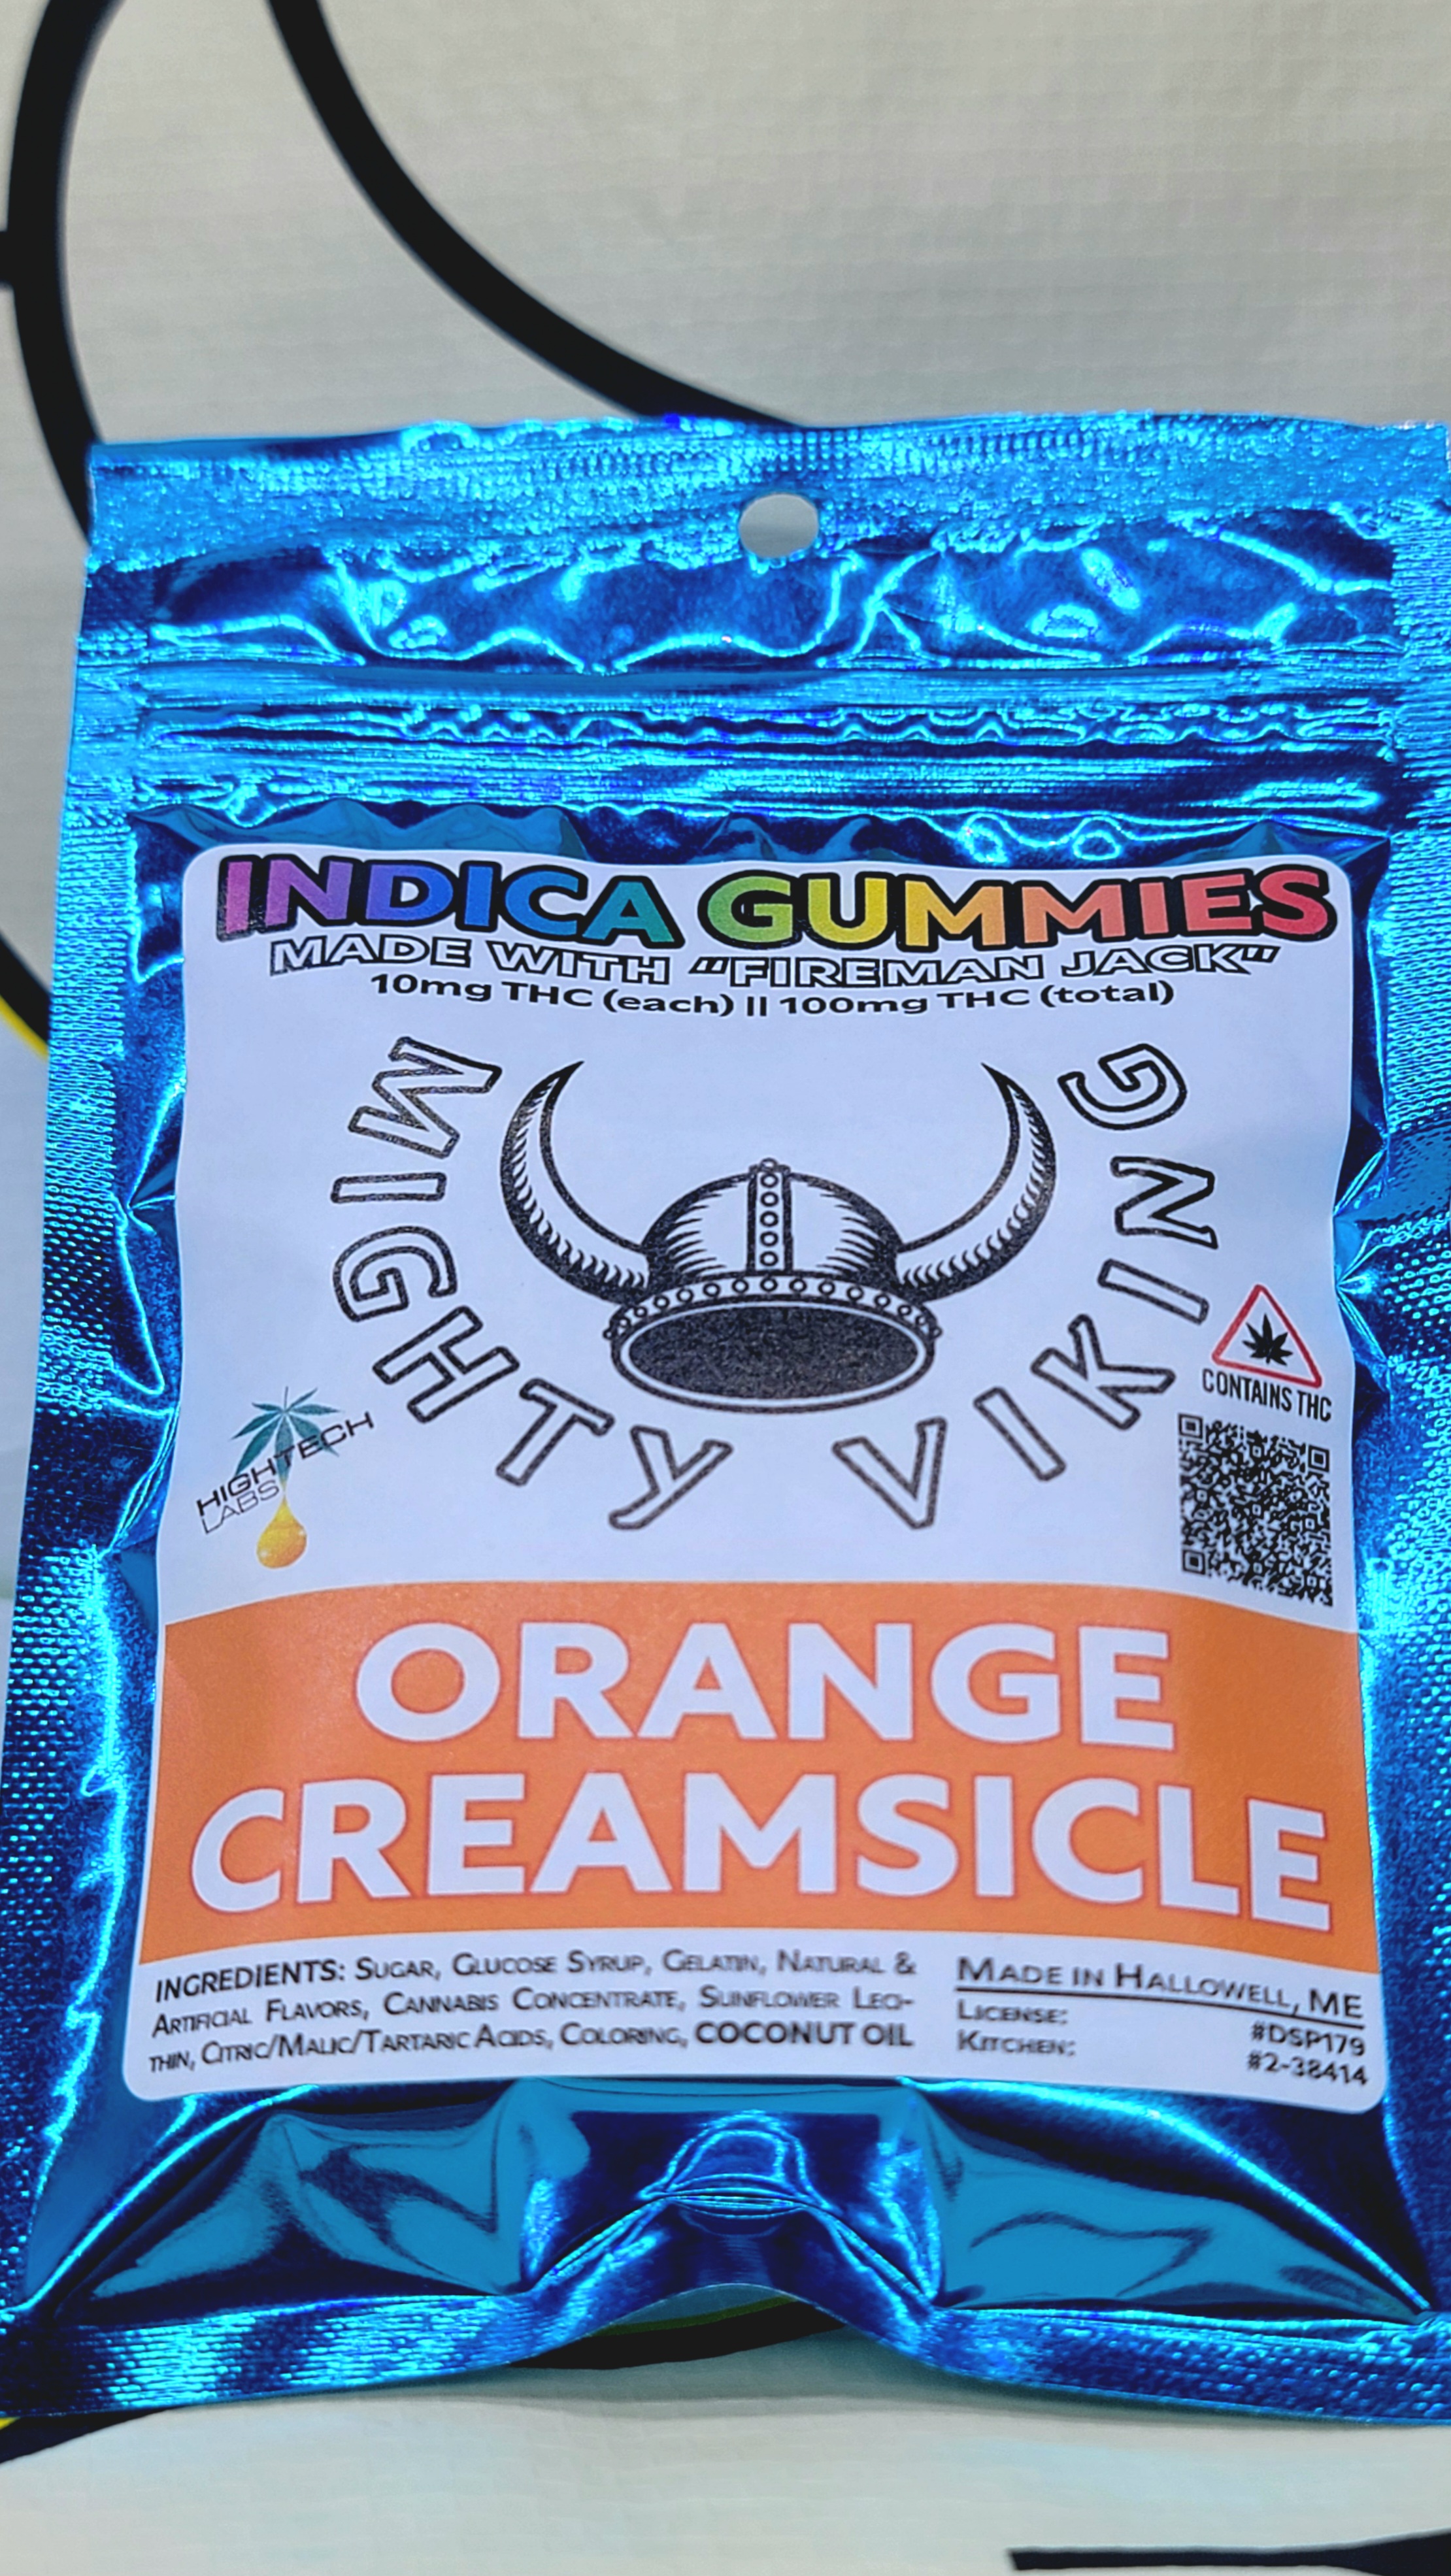 INDICA GUMMIES
MADE WITH "FIREMAN JACK"
10mg THC (each) || 100mg THC (total)
MIGHTY VIKING
CONTAINS THC
HIGH TECH
LABS
ORANGE
CREAMSICLE
INGREDIENTS: SUGAR, GLUCOSE SYRUP, GELATIN, NATURAL &
ARTIFICIAL FLAVORS, CANNABIS CONCENTRATE, SUNFLOWER LECI-
THIN, CITRIC/MALIC/TARTARIC ACIDS, COLORING, COCONUT OIL
MADE IN HALLOWELL, ME
LICENSE: #DSP179
KITCHEN: #2-38414